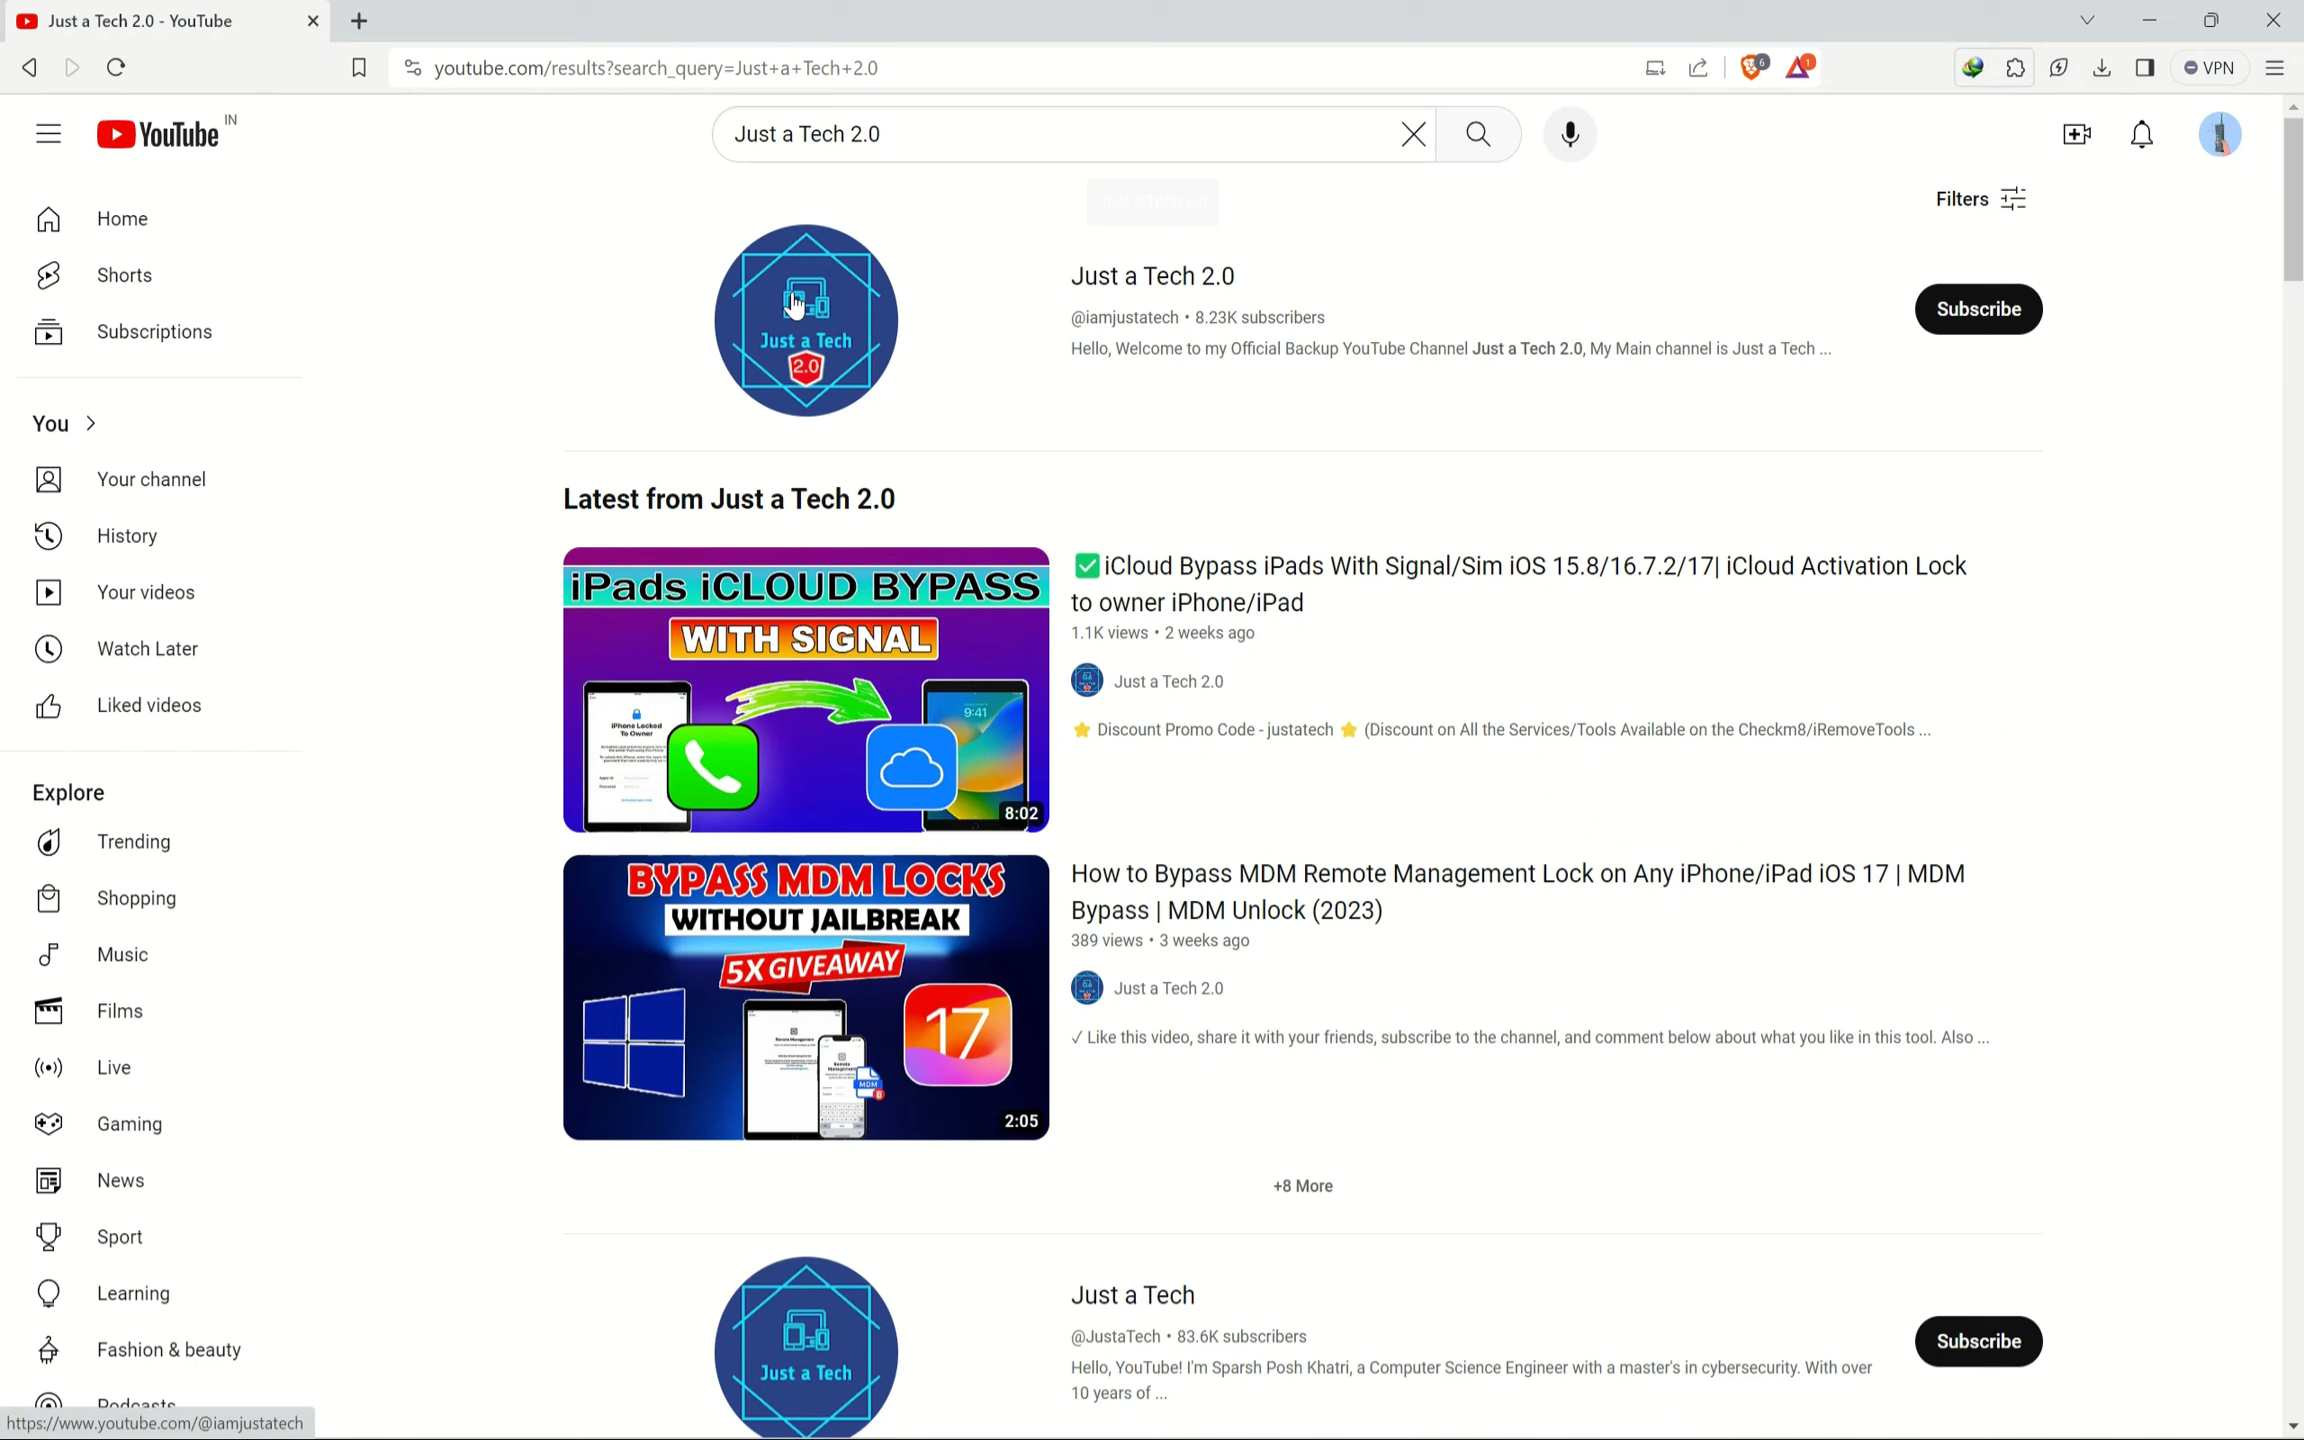 Just a Tech 2.0 - YouTube
youtube.com/results?search_query=Just+a+Tech+2.0
6
1
VPN
YouTube
IN
Just a Tech 2.0
Filters
Home
Shorts
Subscriptions
You
Your channel
History
Your videos
Watch Later
Liked videos
Explore
Trending
Shopping
Music
Films
Live
Gaming
News
Sport
Learning
Fashion & beauty
Podcasts
https://www.youtube.com/@iamjustatech
Just a Tech
2.0
Just a Tech 2.0
@iamjustatech • 8.23K subscribers
Hello, Welcome to my Official Backup YouTube Channel Just a Tech 2.0, My Main channel is Just a Tech ...
Subscribe
Latest from Just a Tech 2.0
iPads iCLOUD BYPASS
WITH SIGNAL
iPhone Locked
To Owner
9:41
8:02
✅iCloud Bypass iPads With Signal/Sim iOS 15.8/16.7.2/17| iCloud Activation Lock
to owner iPhone/iPad
1.1K views • 2 weeks ago
Just a Tech 2.0
⭐ Discount Promo Code - justatech ⭐ (Discount on All the Services/Tools Available on the Checkm8/iRemoveTools ...
BYPASS MDM LOCKS
WITHOUT JAILBREAK
5X GIVEAWAY
Remote Management
Remote
Management
MDM
17
2:05
How to Bypass MDM Remote Management Lock on Any iPhone/iPad iOS 17 | MDM
Bypass | MDM Unlock (2023)
389 views • 3 weeks ago
Just a Tech 2.0
✓ Like this video, share it with your friends, subscribe to the channel, and comment below about what you like in this tool. Also ...
+8 More
Just a Tech
Just a Tech
@JustaTech • 83.6K subscribers
Hello, YouTube! I'm Sparsh Posh Khatri, a Computer Science Engineer with a master's in cybersecurity. With over
10 years of ...
Subscribe